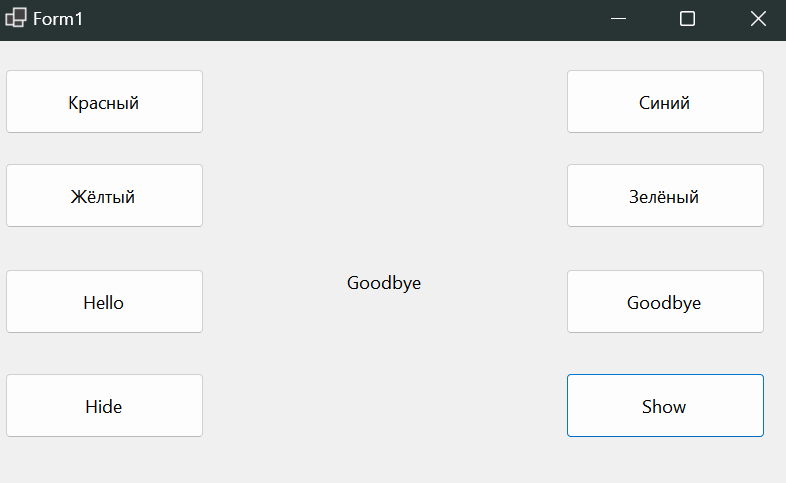 Form1
Красный
Синий
Жёлтый
Зелёный
Goodbye
Hello
Goodbye
Hide
Show